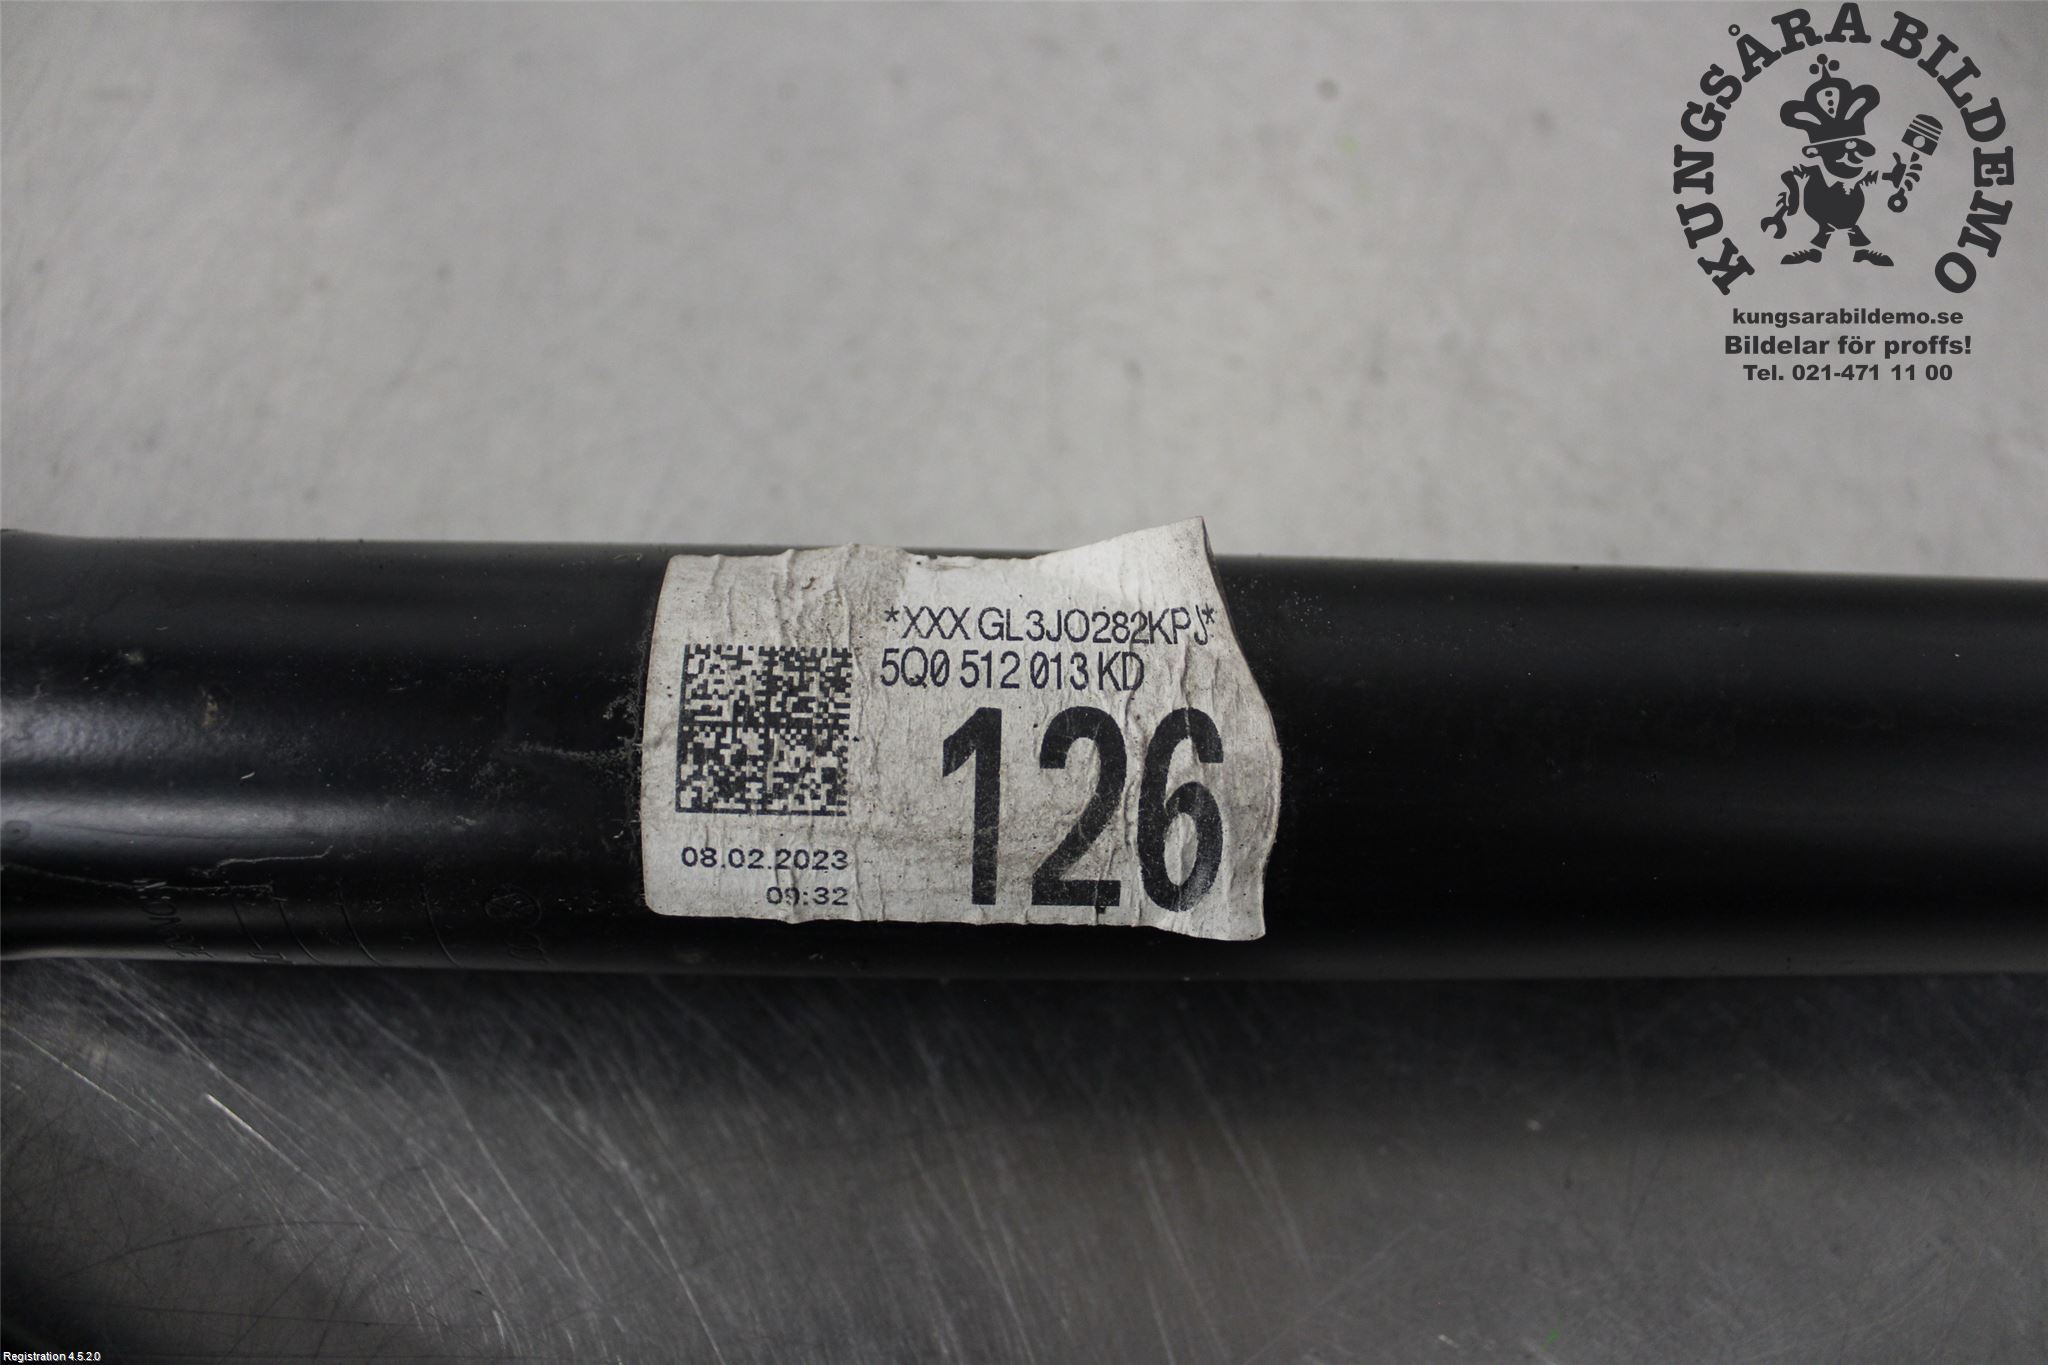 KUNGSÅRA BILDEMO
kungsarabildemo.se
Bildelar för proffs!
Tel. 021-471 11 00
*XXX GL3JO282KPJ*
5Q0 512 013 KD
126
08.02.2023
09:32
Registration 4.5.2.0